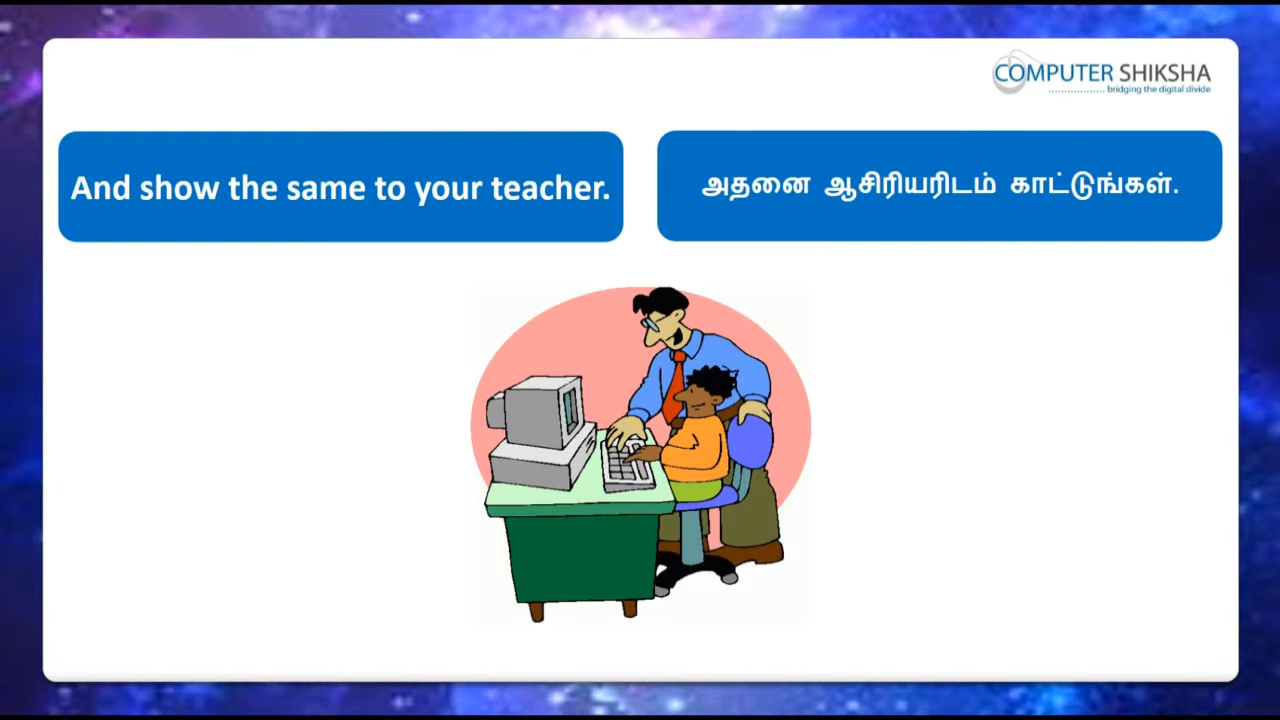 COMPUTER SHIKSHA
bridging the digital divide
And show the same to your teacher.
அதனை ஆசிரியரிடம் காட்டுங்கள்.